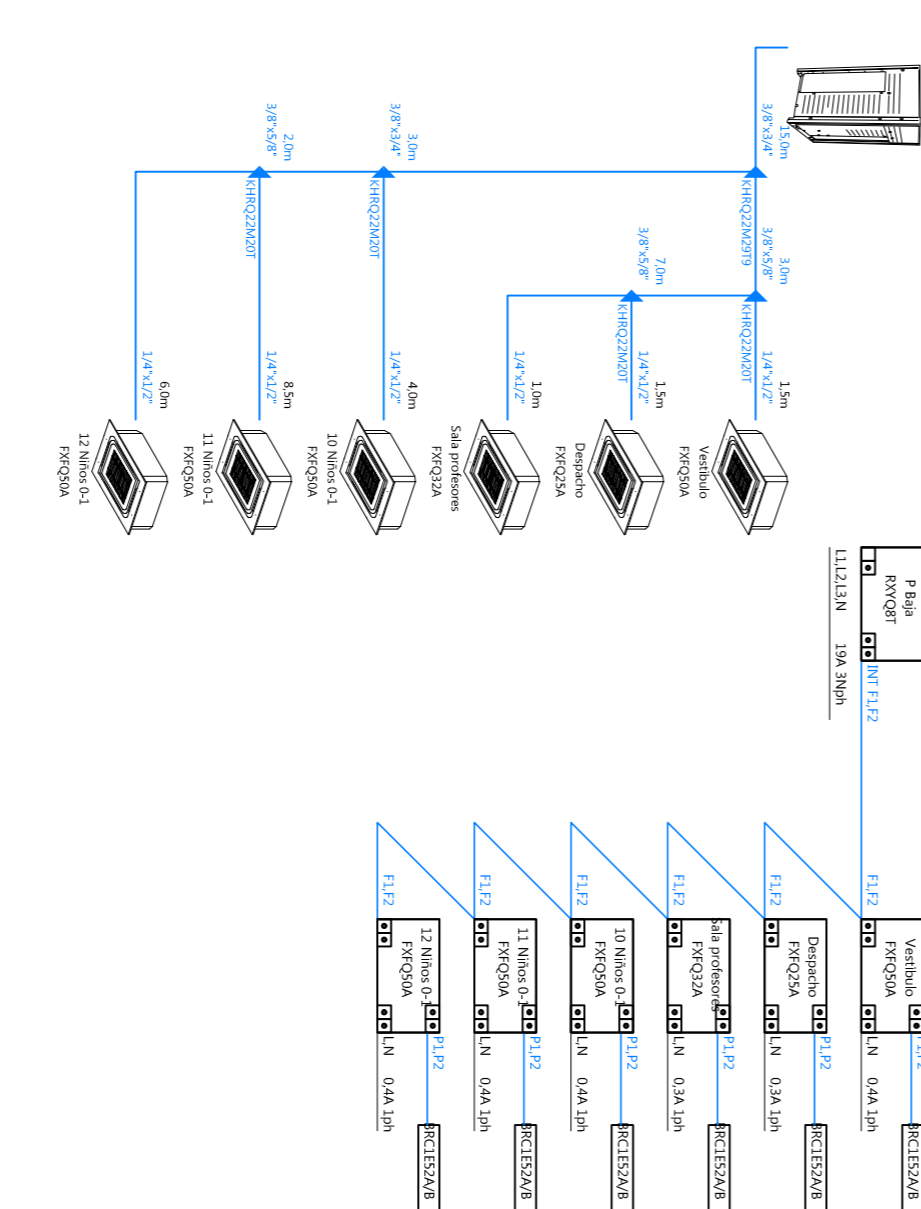 15,0m
3/8"x3/4"
KHRQ22M29T9
3,0m
3/8"x5/8"
KHRQ22M20T
1,5m
1/4"x1/2"
Vestibulo
FXFQ50A
7,0m
3/8"x5/8"
KHRQ22M20T
1,5m
1/4"x1/2"
Despacho
FXFQ25A
1,0m
1/4"x1/2"
Sala profesores
FXFQ32A
3,0m
3/8"x3/4"
KHRQ22M20T
4,0m
1/4"x1/2"
10 Niños 0-1
FXFQ50A
2,0m
3/8"x5/8"
KHRQ22M20T
8,5m
1/4"x1/2"
11 Niños 0-1
FXFQ50A
6,0m
1/4"x1/2"
12 Niños 0-1
FXFQ50A
P Baja
RXYQ8T
INT F1,F2
L1,L2,L3,N 19A 3Nph
F1,F2
Vestibulo
FXFQ50A
P1,P2
L,N 0,4A 1ph
BRC1E52A/B
F1,F2
Despacho
FXFQ25A
P1,P2
L,N 0,3A 1ph
BRC1E52A/B
F1,F2
Sala profesores
FXFQ32A
P1,P2
L,N 0,3A 1ph
BRC1E52A/B
F1,F2
10 Niños 0-1
FXFQ50A
P1,P2
L,N 0,4A 1ph
BRC1E52A/B
F1,F2
11 Niños 0-1
FXFQ50A
P1,P2
L,N 0,4A 1ph
BRC1E52A/B
F1,F2
12 Niños 0-1
FXFQ50A
P1,P2
L,N 0,4A 1ph
BRC1E52A/B